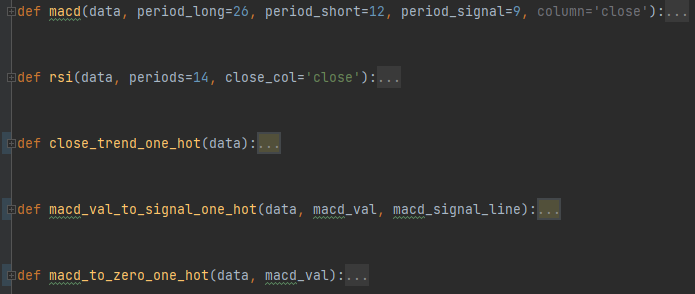 def macd(data, period_long=26, period_short=12, period_signal=9, column='close'):...
def rsi(data, periods=14, close_col='close'):...
def close_trend_one_hot(data):...
def macd_val_to_signal_one_hot(data, macd_val, macd_signal_line):...
def macd_to_zero_one_hot(data, macd_val):...